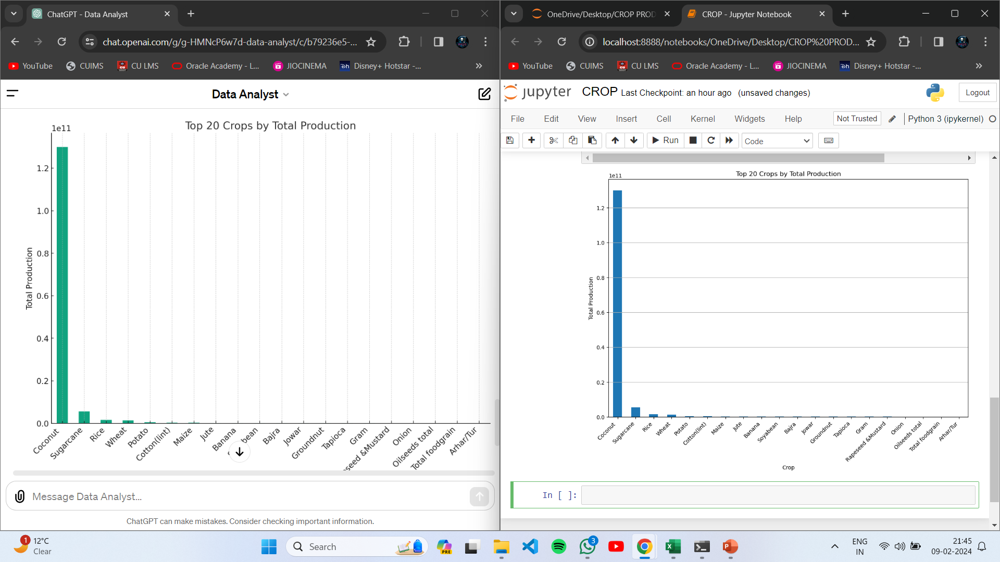 ChatGPT - Data Analyst
chat.openai.com/g/g-HMNcP6w7d-data-analyst/c/b79236e5-...
YouTube CUIMS CU LMS Oracle Academy - L... JIOCINEMA Disney+ Hotstar -...
Data Analyst
Top 20 Crops by Total Production
1e11
1.2
1.0
0.8
0.6
0.4
0.2
0.0
Total Production
Coconut
Sugarcane
Rice
Wheat
Potato
Cotton(lint)
Maize
Jute
Banana
bean
Bajra
Jowar
Groundnut
Tapioca
Gram
seed &Mustard
Onion
Oilseeds total
Total foodgrain
Arhar/Tur
Message Data Analyst...
ChatGPT can make mistakes. Consider checking important information.
OneDrive/Desktop/CROP PROD
CROP - Jupyter Notebook
localhost:8888/notebooks/OneDrive/Desktop/CROP%20PROD...
YouTube CUIMS CU LMS Oracle Academy - L... JIOCINEMA Disney+ Hotstar -...
jupyter CROP Last Checkpoint: an hour ago (unsaved changes)
Logout
File Edit View Insert Cell Kernel Widgets Help Not Trusted Python 3 (ipykernel)
Run Code
Top 20 Crops by Total Production
1e11
1.2
1.0
0.8
0.6
0.4
0.2
0.0
Total Production
Coconut
Sugarcane
Rice
Wheat
Potato
Cotton(lint)
Maize
Jute
Banana
Soyabean
Bajra
Jowar
Groundnut
Tapioca
Gram
Rapeseed &Mustard
Onion
Oilseeds total
Total foodgrain
Arhar/Tur
Crop
In [ ]:
1
12°C
Clear
Search
PRE
3
ENG
IN
21:45
09-02-2024